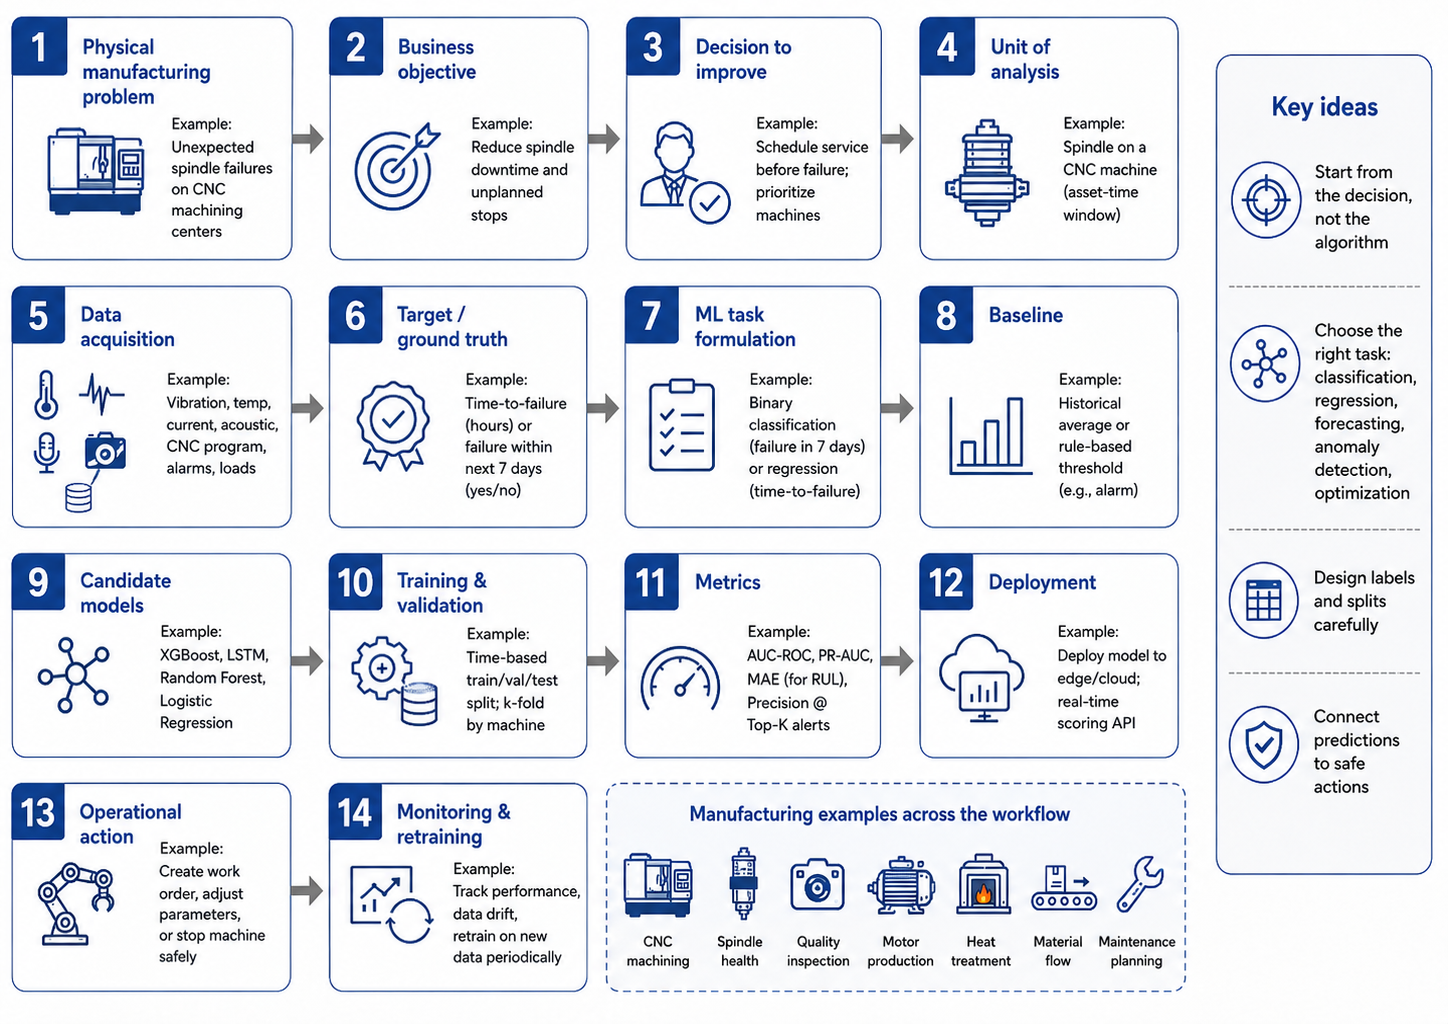 1
Physical
manufacturing
problem
Example:
Unexpected
spindle failures
on CNC
machining
centers
2
Business
objective
Example:
Reduce spindle
downtime and
unplanned
stops
3
Decision to
improve
Example:
Schedule service
before failure;
prioritize
machines
4
Unit of
analysis
Example:
Spindle on a
CNC machine
(asset-time
window)
5
Data
acquisition
Example:
Vibration, temp,
current, acoustic,
CNC program,
alarms, loads
6
Target /
ground truth
Example:
Time-to-failure
(hours) or
failure within
next 7 days
(yes/no)
7
ML task
formulation
Example:
Binary
classification
(failure in 7 days)
or regression
(time-to-failure)
8
Baseline
Example:
Historical
average or
rule-based
threshold
(e.g., alarm)
9
Candidate
models
Example:
XGBoost, LSTM,
Random Forest,
Logistic
Regression
10
Training &
validation
Example:
Time-based
train/val/test
split; k-fold
by machine
11
Metrics
Example:
AUC-ROC, PR-AUC,
MAE (for RUL),
Precision @
Top-K alerts
12
Deployment
Example:
Deploy model to
edge/cloud;
real-time
scoring API
13
Operational
action
Example:
Create work
order, adjust
parameters,
or stop machine
safely
14
Monitoring &
retraining
Example:
Track performance,
data drift,
retrain on new
data periodically
Manufacturing examples across the workflow
CNC
machining
Spindle
health
Quality
inspection
Motor
production
Heat
treatment
Material
flow
Maintenance
planning
Key ideas
Start from
the decision,
not the
algorithm
Choose the
right task:
classification,
regression,
forecasting,
anomaly
detection,
optimization
Design labels
and splits
carefully
Connect
predictions
to safe
actions